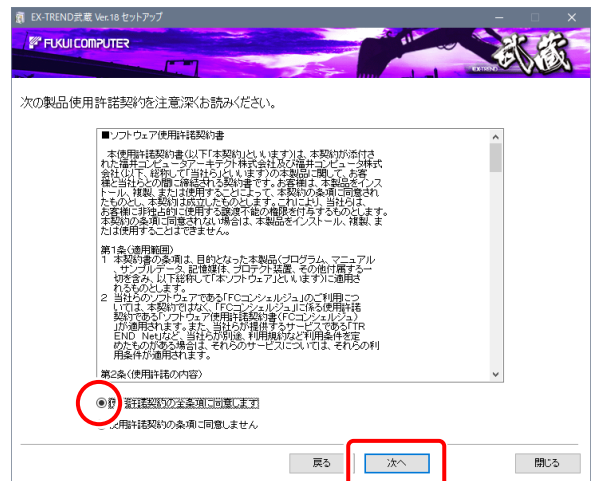 EX-TREND武蔵 Ver.18 セットアップ
FUKUI COMPUTER
EX-TREND
武蔵
次の製品使用許諾契約を注意深くお読みください。
■ソフトウェア使用許諾契約書
本使用許諾契約書(以下「本契約」といいます)は、本契約が添付さ
れた福井コンピュータアーキテクト株式会社及び福井コンピュータ株式
会社(以下、総称して「当社ら」といいます)の本製品に関して、お客
様と当社らとの間に締結される契約書です。お客様は、本製品をインス
トール、複製、または使用することによって、本契約の条項に同意され
たものとし、本契約は成立したものとします。これにより、当社らは、
お客様に非独占的に使用する譲渡不能の権限を付与するものとします。
本契約の条項に同意されない場合は、本製品をインストール、複製、ま
たは使用することはできません。
第1条(適用範囲)
1 本契約書の条項は、目的となった本製品(プログラム、マニュアル
、サンプルデータ、記憶媒体、プロテクト装置、その他付属する一
切を含み、以下総称して「本ソフトウェア」といいます)に適用さ
れるものとします。
2 当社らのソフトウェアである「FCコンシェルジュ」のご利用につ
いては、本契約ではなく、「FCコンシェルジュ」に係る使用許諾
契約である「ソフトウェア使用許諾契約書(FCコンシェルジュ)
」が適用されます。また、当社らが提供するサービスである「TR
END Net」など、当社らが別途、利用規約など利用条件を定
めたものがある場合は、それらのサービスについては、それらの利
用条件が適用されます。
第2条(使用許諾の内容)
許諾契約の全条項に同意します
使用許諾契約の条項に同意しません
戻る 次へ 閉じる